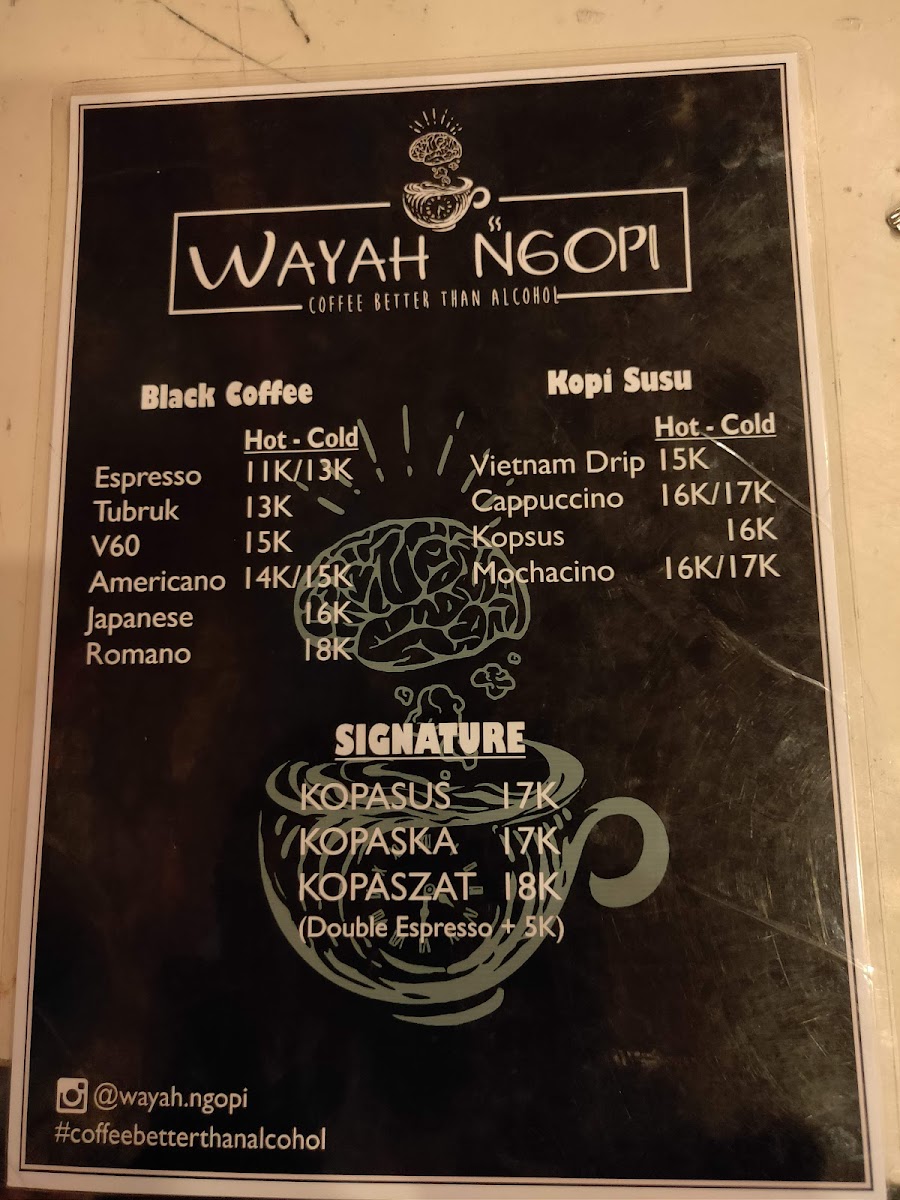 WAYAH NGOPI
COFFEE BETTER THAN ALCOHOL
Black Coffee
Hot - Cold
Espresso 11K/13K
Tubruk 13K
V60 15K
Americano 14K/15K
Japanese 16K
Romano 18K
Kopi Susu
Hot - Cold
Vietnam Drip 15K
Cappuccino 16K/17K
Kopsus 16K
Mochacino 16K/17K
SIGNATURE
KOPASUS 17K
KOPASKA 17K
KOPASZAT 18K
(Double Espresso + 5K)
@wayah.ngopi
#coffeebetterthanalcohol